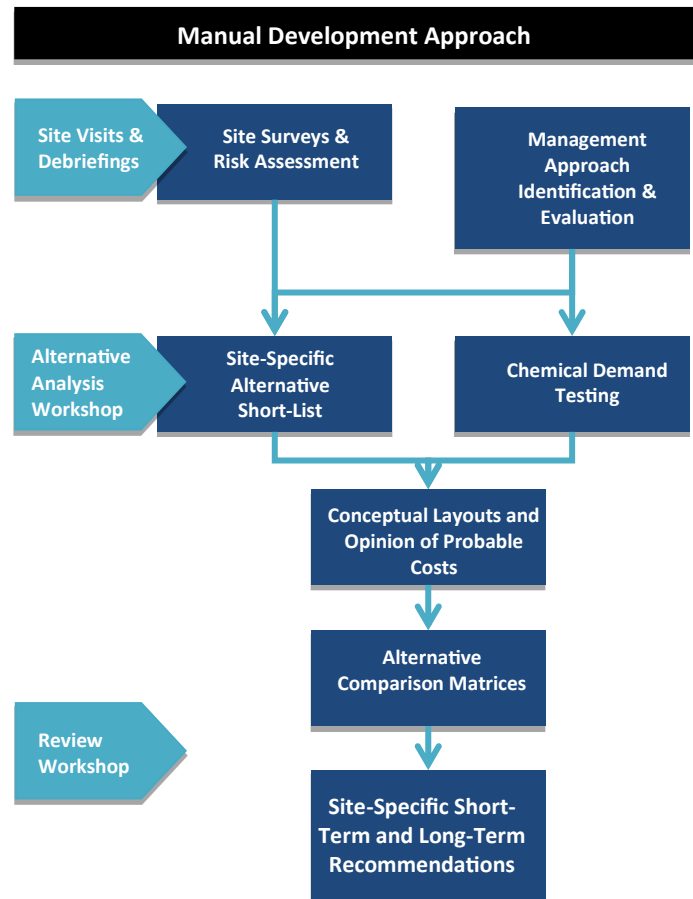 Manual Development Approach
Site Visits &
Debriefings
Site Surveys &
Risk Assessment
Management
Approach
Identification &
Evaluation
Alternative
Analysis
Workshop
Site-Specific
Alternative
Short-List
Chemical Demand
Testing
Conceptual Layouts and
Opinion of Probable
Costs
Alternative
Comparison Matrices
Review
Workshop
Site-Specific Short-
Term and Long-Term
Recommendations